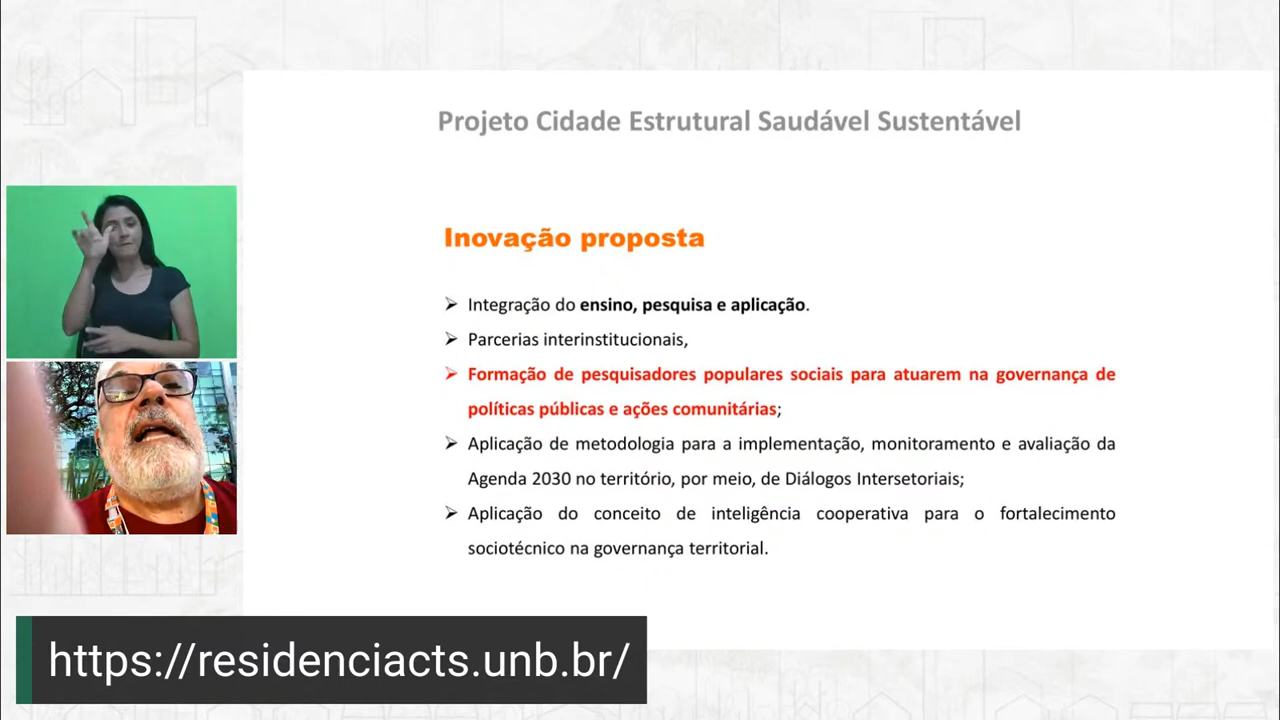 Projeto Cidade Estrutural Saudável Sustentável
Inovação proposta
➢ Integração do ensino, pesquisa e aplicação.
➢ Parcerias interinstitucionais,
➢ Formação de pesquisadores populares sociais para atuarem na governança de
políticas públicas e ações comunitárias;
➢ Aplicação de metodologia para a implementação, monitoramento e avaliação da
Agenda 2030 no território, por meio, de Diálogos Intersetoriais;
➢ Aplicação do conceito de inteligência cooperativa para o fortalecimento
sociotécnico na governança territorial.
https://residenciacts.unb.br/